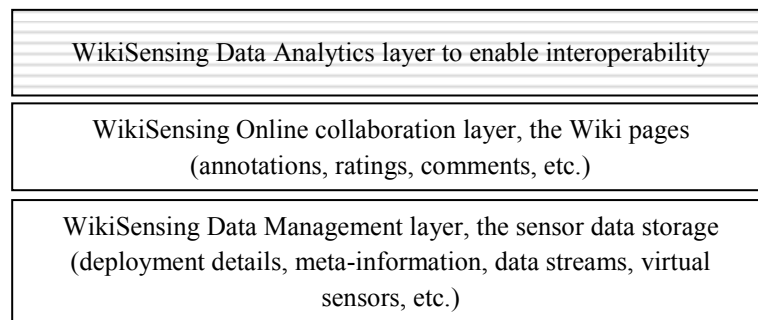 WikiSensing Data Analytics layer to enable interoperability
WikiSensing Online collaboration layer, the Wiki pages
(annotations, ratings, comments, etc.)
WikiSensing Data Management layer, the sensor data storage
(deployment details, meta-information, data streams, virtual
sensors, etc.)